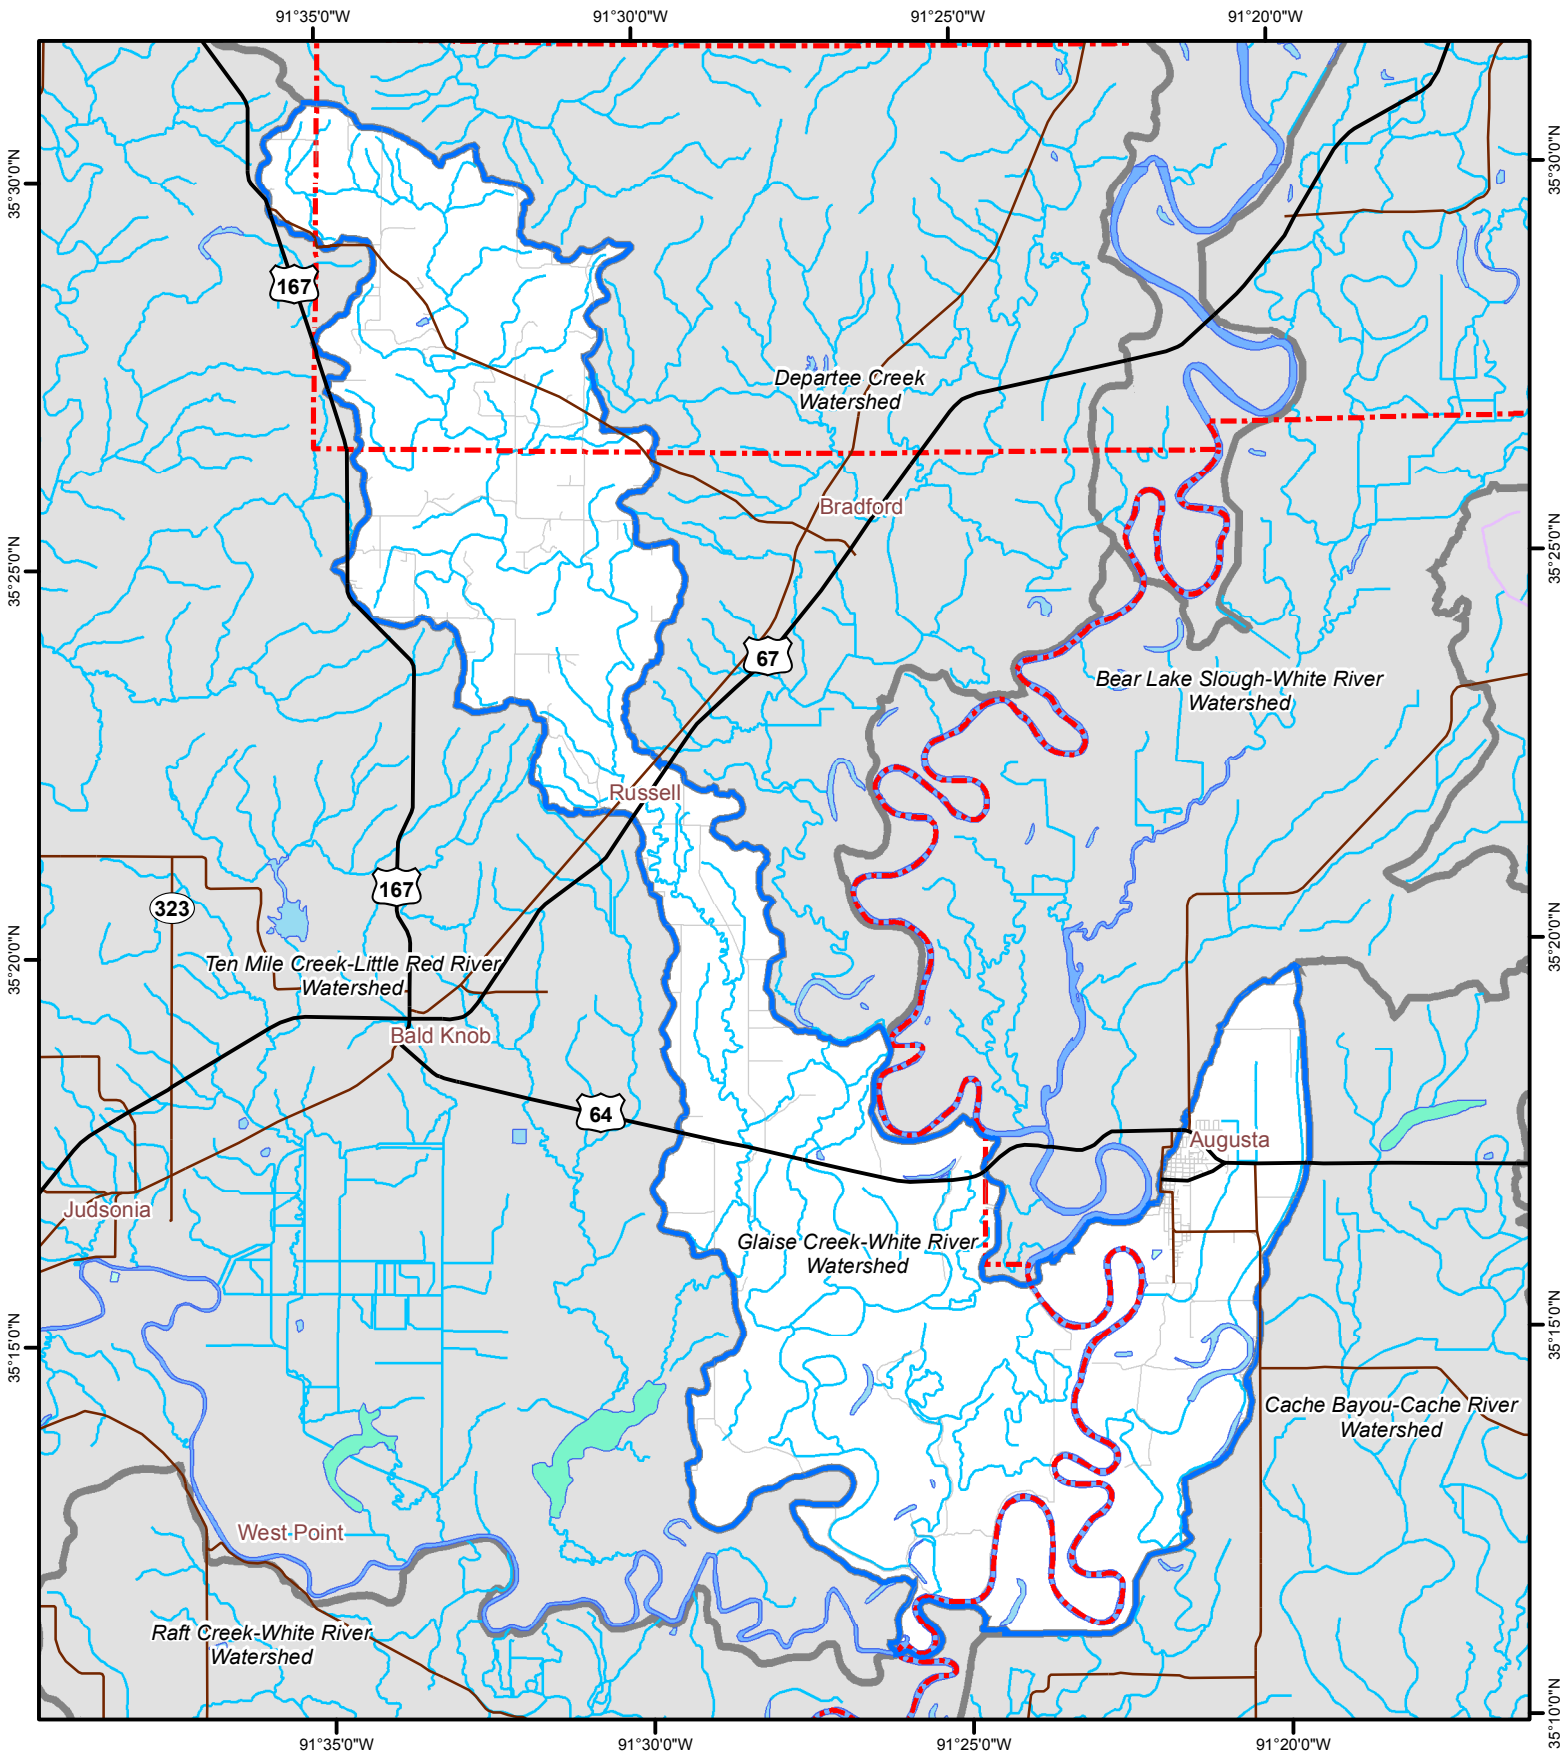 91°35'0"W
91°30'0"W
91°25'0"W
91°20'0"W
35°30'0"N
35°30'0"N
167
Departee Creek
Watershed
Bradford
35°25'0"N
35°25'0"N
67
Bear Lake Slough-White River
Watershed
Russell
167
323
35°20'0"N
35°20'0"N
Ten Mile Creek-Little Red River
Watershed
Bald Knob
64
Augusta
Judsonia
Glaise Creek-White River
Watershed
35°15'0"N
35°15'0"N
Cache Bayou-Cache River
Watershed
West Point
Raft Creek-White River
Watershed
35°10'0"N
91°35'0"W
91°30'0"W
91°25'0"W
91°20'0"W